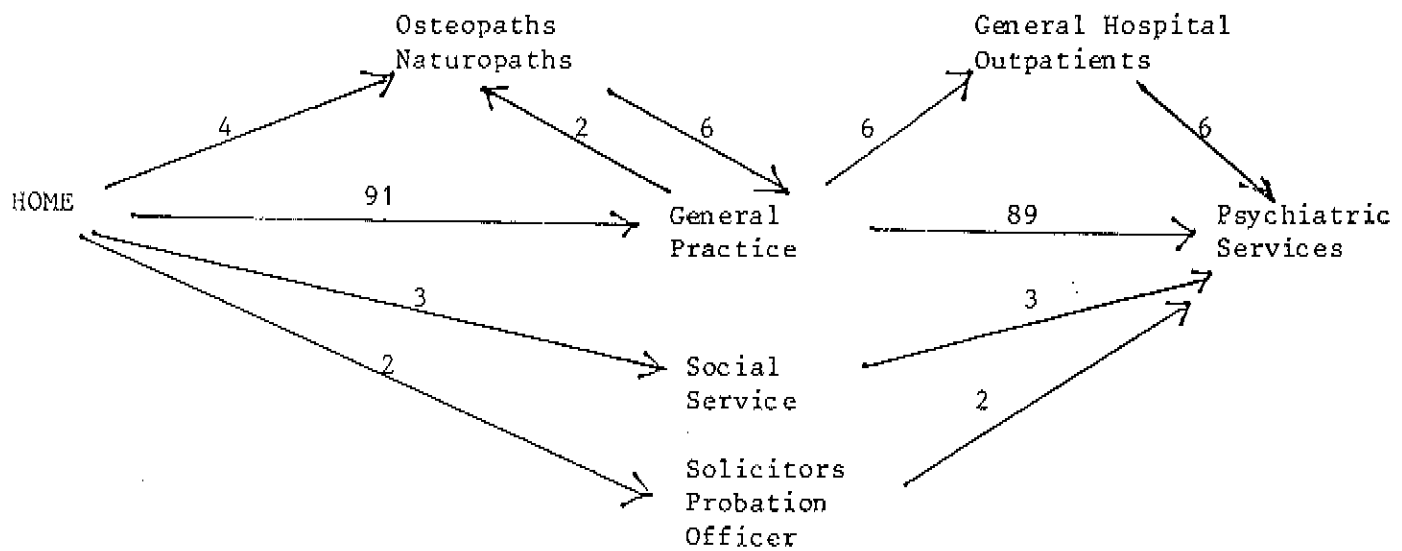 Osteopaths
Naturopaths
General Hospital
Outpatients
4
2
6
6
6
HOME
91
General
Practice
89
Psychiatric
Services
3
3
2
Social
Service
2
Solicitors
Probation
Officer